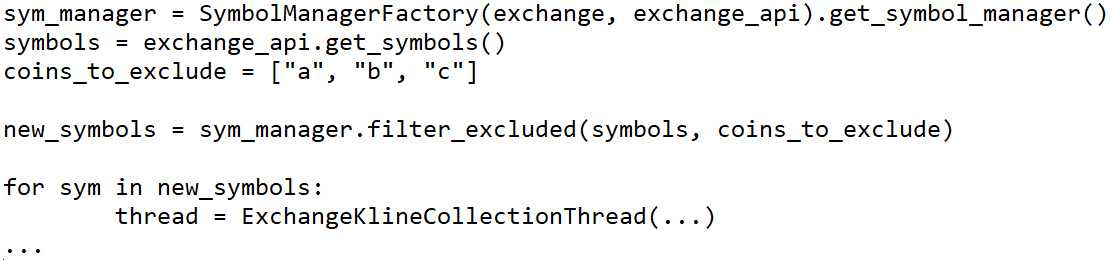 sym_manager = SymbolManagerFactory(exchange, exchange_api).get_symbol_manager()
symbols = exchange_api.get_symbols()
coins_to_exclude = ["a", "b", "c"]

new_symbols = sym_manager.filter_excluded(symbols, coins_to_exclude)

for sym in new_symbols:
        thread = ExchangeKlineCollectionThread(...)
...